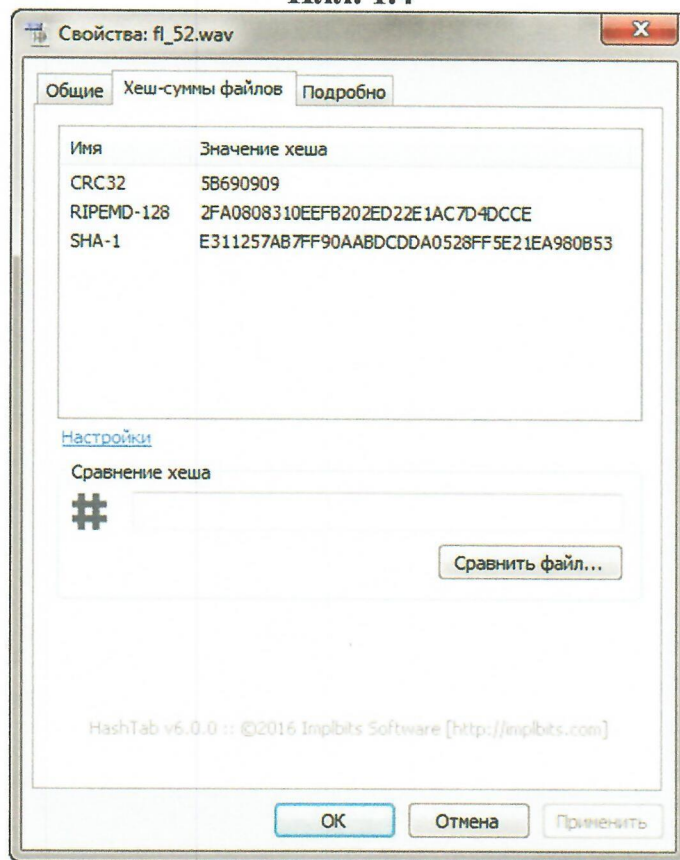 Свойства: fl_52.wav
Общие Хеш-суммы файлов Подробно
Имя Значение хеша
CRC32 5B690909
RIPEMD-128 2FA0808310EEFB202ED22E1AC7D4DCCE
SHA-1 E311257AB7FF90AABDCDDA0528FF5E21EA980B53
Настройки
Сравнение хеша
#
Сравнить файл...
HashTab v6.0.0 :: ©2016 Implbits Software [http://implbits.com]
ОК Отмена Применить